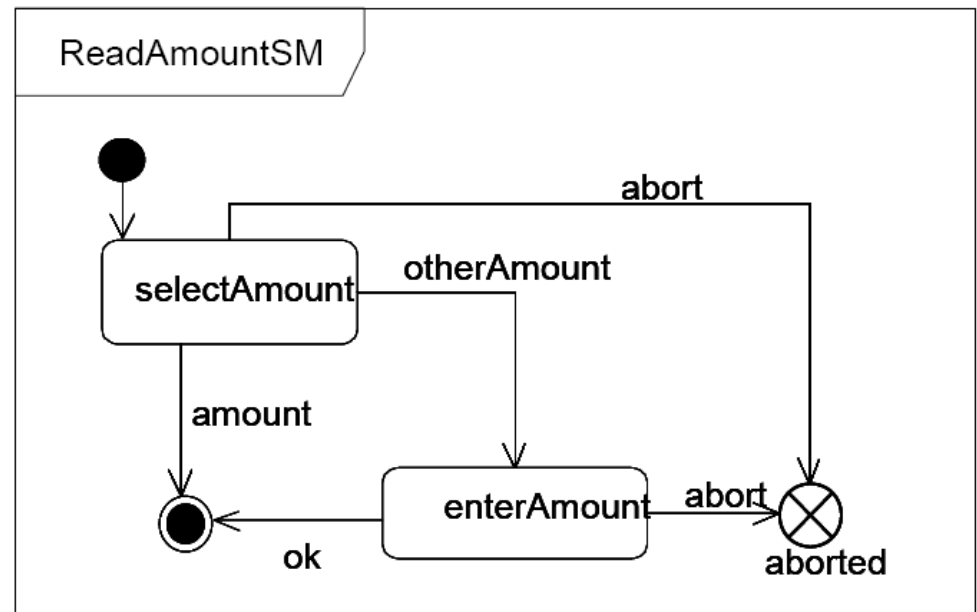 ReadAmountSM
abort
otherAmount
selectAmount
amount
abort
enterAmount
ok
aborted